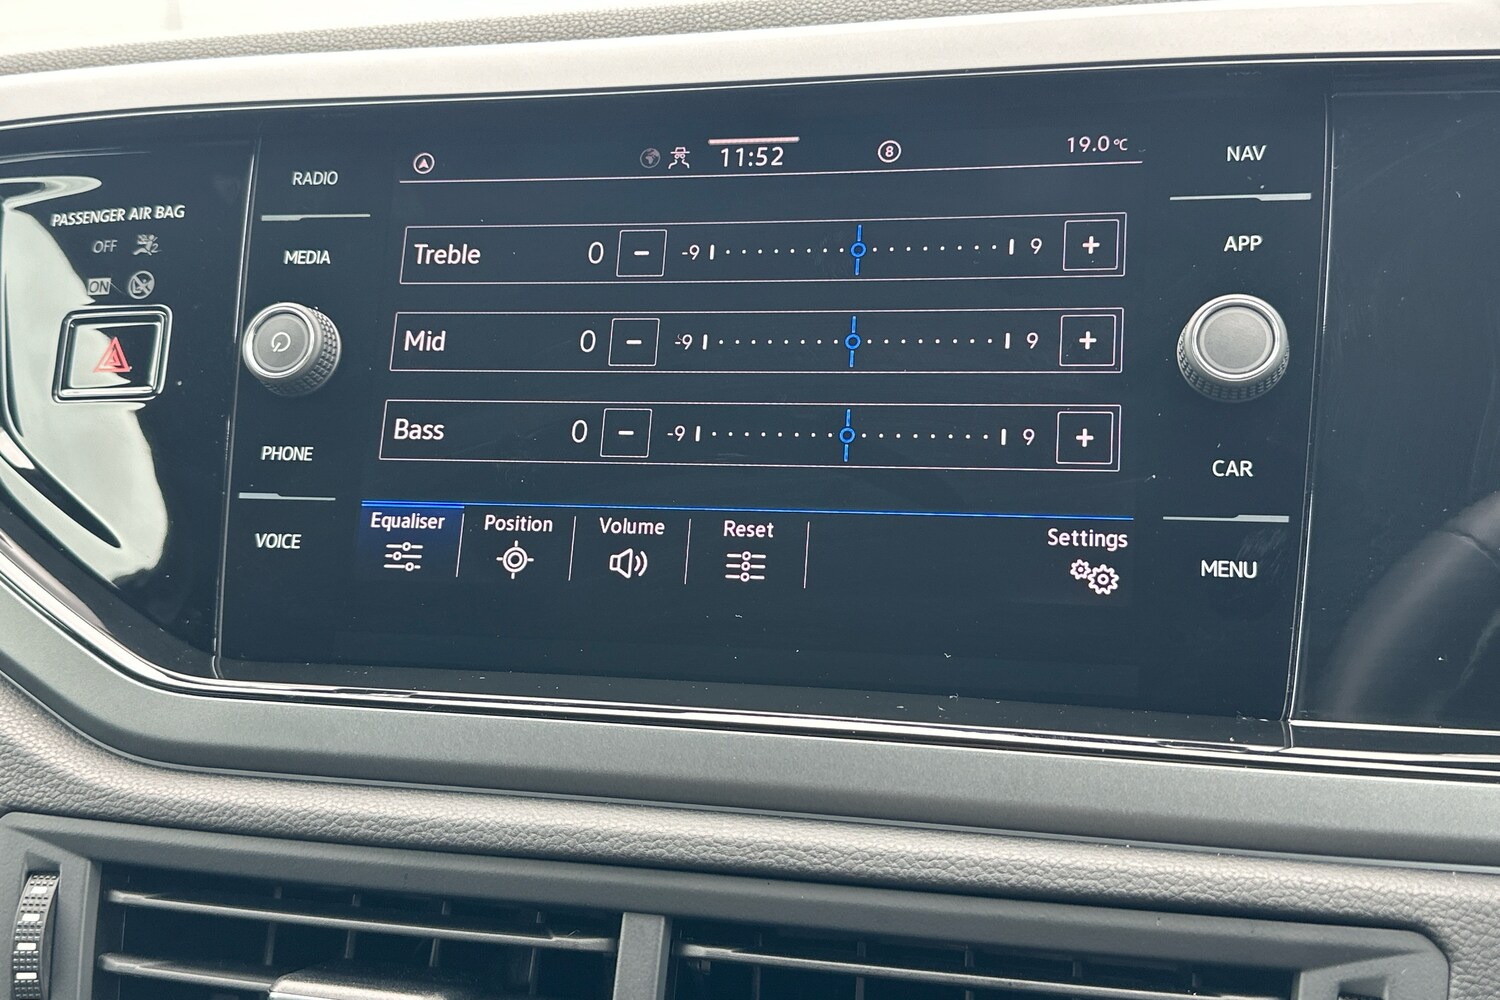 RADIO
MEDIA
PHONE
VOICE
PASSENGER AIR BAG
OFF
ON
11:52
8
19.0°C
Treble 0 - -9 9 +
Mid 0 - -9 9 +
Bass 0 - -9 9 +
Equaliser Position Volume Reset Settings
NAV
APP
CAR
MENU